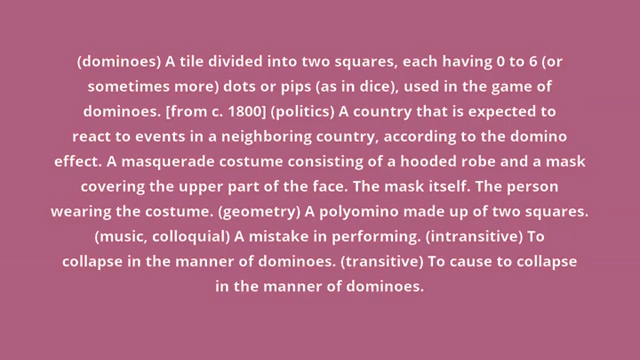 (dominoes) A tile divided into two squares, each having 0 to 6 (or
sometimes more) dots or pips (as in dice), used in the game of
dominoes. [from c. 1800] (politics) A country that is expected to
react to events in a neighboring country, according to the domino
effect. A masquerade costume consisting of a hooded robe and a mask
covering the upper part of the face. The mask itself. The person
wearing the costume. (geometry) A polyomino made up of two squares.
(music, colloquial) A mistake in performing. (intransitive) To
collapse in the manner of dominoes. (transitive) To cause to collapse
in the manner of dominoes.